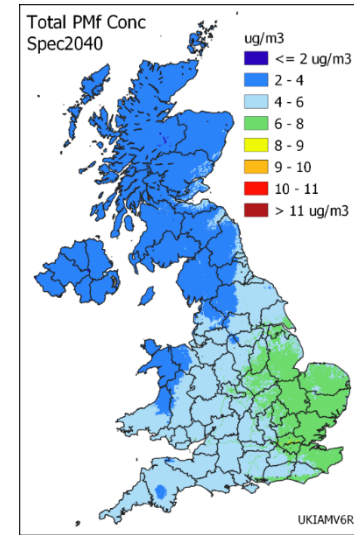 Total PMf Conc
Spec2040
ug/m3
<= 2 ug/m3
2 - 4
4 - 6
6 - 8
8 - 9
9 - 10
10 - 11
> 11 ug/m3
UKIAMV6R